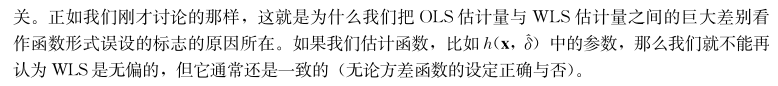 关。正如我们刚才讨论的那样，这就是为什么我们把 OLS 估计量与 WLS 估计量之间的巨大差别看
作函数形式误设的标志的原因所在。如果我们估计函数，比如 h(x, δ̂) 中的参数，那么我们就不能再
认为 WLS 是无偏的，但它通常还是一致的（无论方差函数的设定正确与否）。